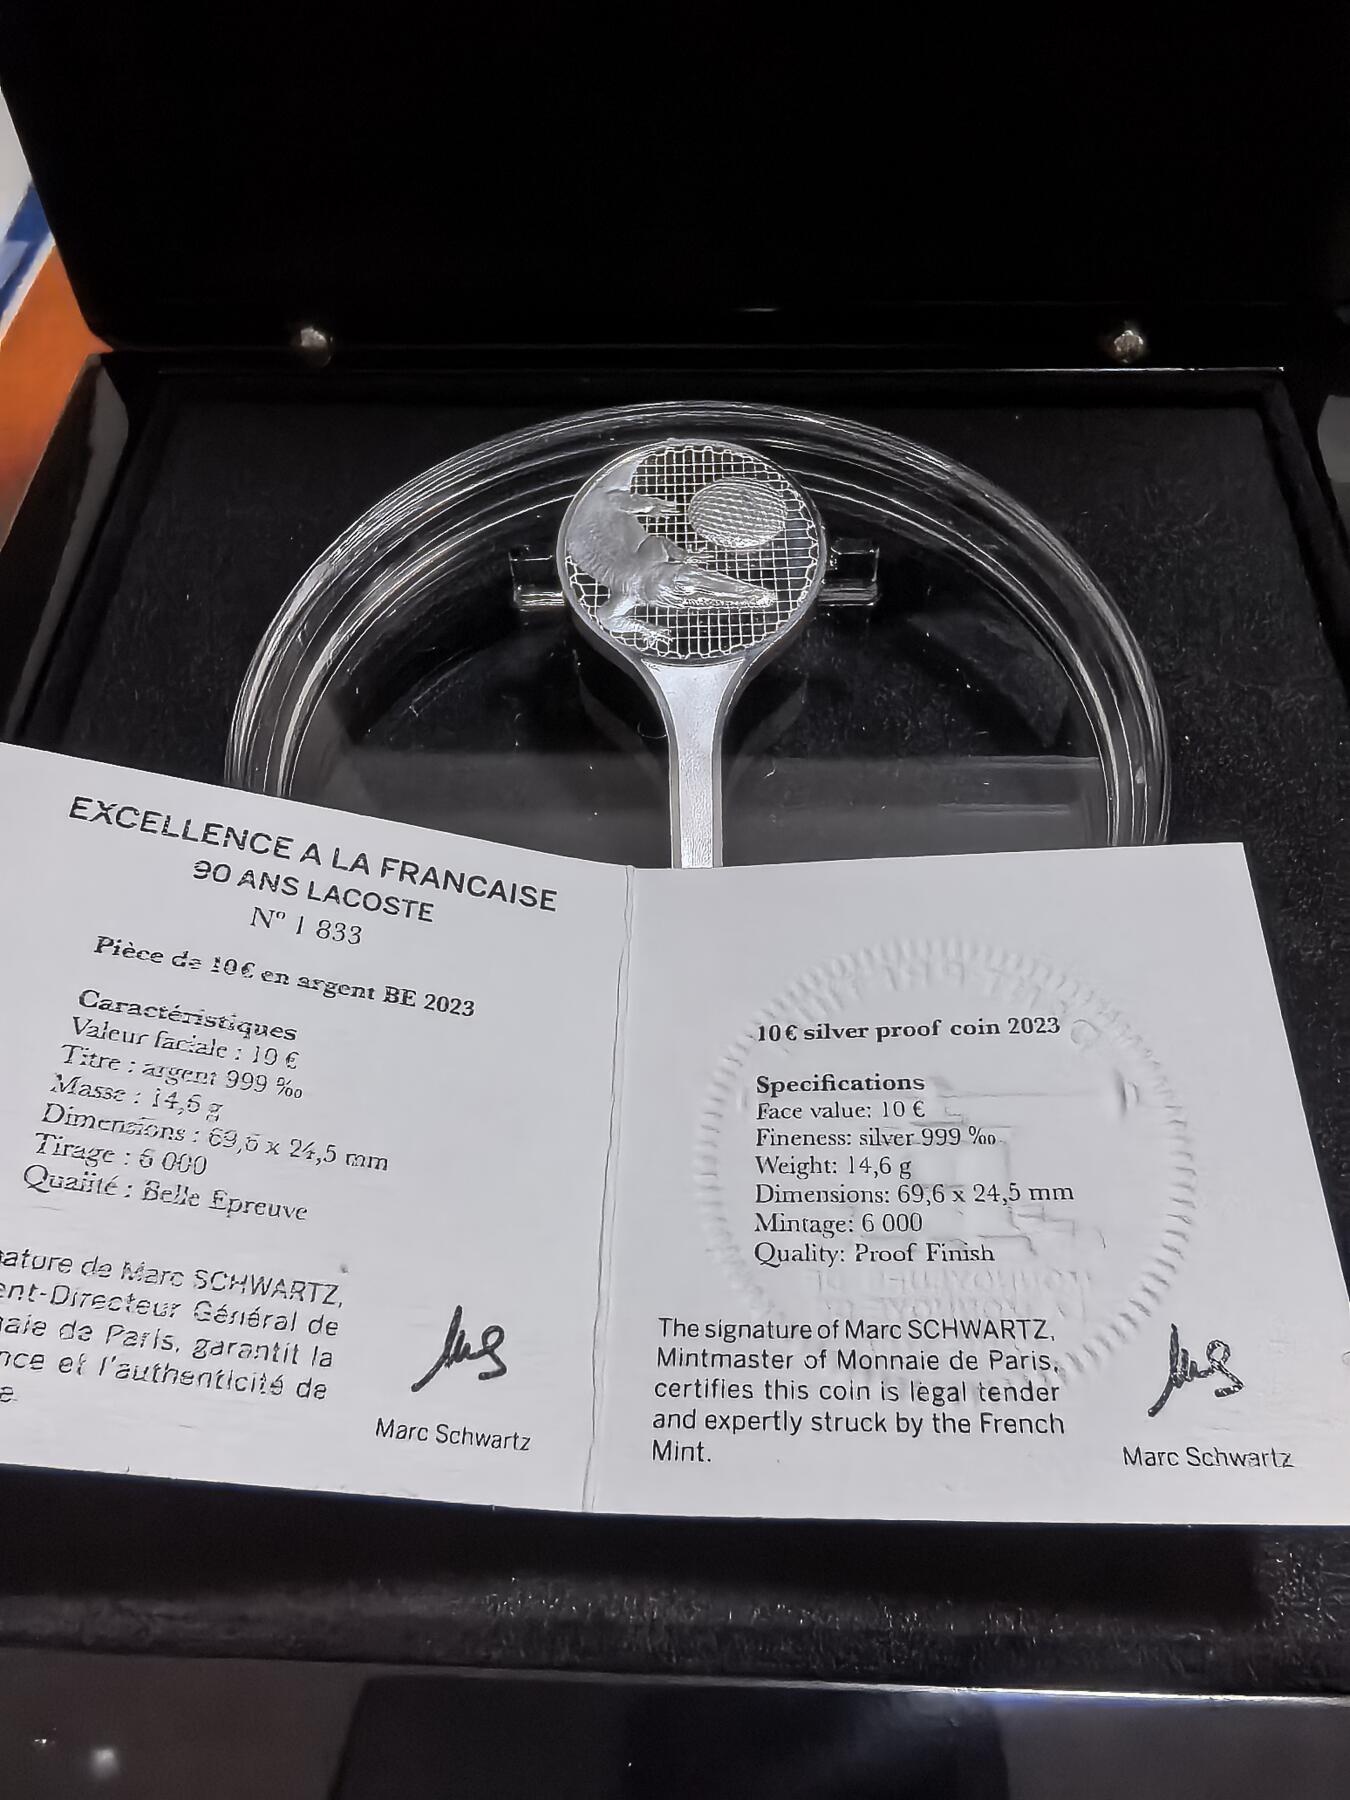 EXCELLENCE A LA FRANCAISE
90 ANS LACOSTE
Nº 1 833
Pièce de 10€ en argent BE 2023
Caractéristiques
Valeur faciale : 10 €
Titre : argent 999 ‰
Masse : 14,6 g
Dimensions : 69,6 x 24,5 mm
Tirage : 6 000
Qualité : Belle Epreuve
ature de Marc SCHWARTZ,
ent-Directeur Général de
aie de Paris, garantit la
nce et l'authenticité de
e.
Marc Schwartz
10€ silver proof coin 2023
Specifications
Face value: 10 €
Fineness: silver 999 ‰
Weight: 14,6 g
Dimensions: 69,6 x 24,5 mm
Mintage: 6 000
Quality: Proof Finish
The signature of Marc SCHWARTZ,
Mintmaster of Monnaie de Paris,
certifies this coin is legal tender
and expertly struck by the French
Mint.
Marc Schwartz